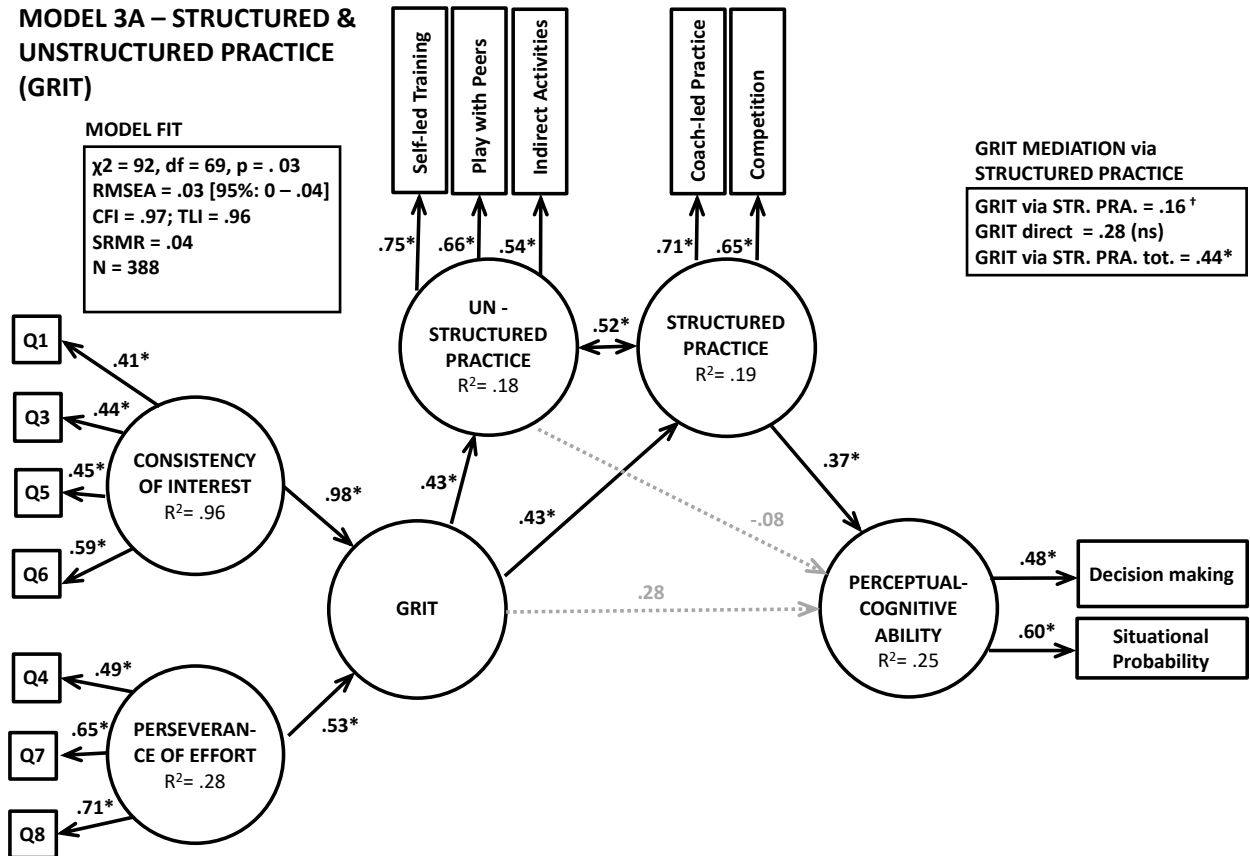 MODEL 3A – STRUCTURED &
UNSTRUCTURED PRACTICE
(GRIT)
MODEL FIT
χ2 = 92, df = 69, p = . 03
RMSEA = .03 [95%: 0 – .04]
CFI = .97; TLI = .96
SRMR = .04
N = 388
Self-led Training
Play with Peers
Indirect Activities
Coach-led Practice
Competition
GRIT MEDIATION via
STRUCTURED PRACTICE
GRIT via STR. PRA. = .16 †
GRIT direct = .28 (ns)
GRIT via STR. PRA. tot. = .44*
.75*
.66*
.54*
.71*
.65*
UN -
STRUCTURED
PRACTICE
R²= .18
.52*
STRUCTURED
PRACTICE
R²= .19
Q1
.41*
Q3
.44*
Q5
.45*
Q6
.59*
CONSISTENCY
OF INTEREST
R²= .96
.98*
.43*
.43*
.37*
-.08
.28
GRIT
PERCEPTUAL-
COGNITIVE
ABILITY
R²= .25
.48*
Decision making
.60*
Situational
Probability
Q4
.49*
Q7
.65*
Q8
.71*
PERSEVERAN-
CE OF EFFORT
R²= .28
.53*